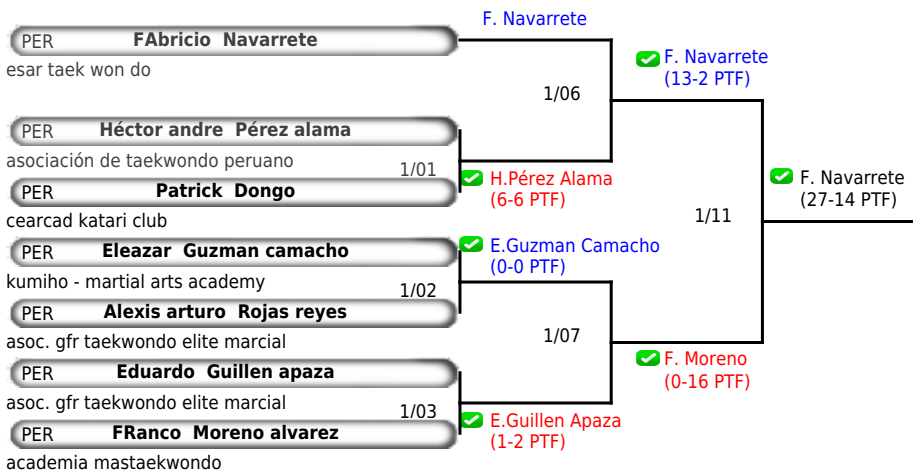 F. Navarrete
PER FAbricio Navarrete
esar taek won do
F. Navarrete
(13-2 PTF)
1/06
PER Héctor andre Pérez alama
asociación de taekwondo peruano
1/01
H.Pérez Alama
(6-6 PTF)
PER Patrick Dongo
cearcad katari club
F. Navarrete
(27-14 PTF)
1/11
PER Eleazar Guzman camacho
kumiho - martial arts academy
E.Guzman Camacho
(0-0 PTF)
1/02
PER Alexis arturo Rojas reyes
asoc. gfr taekwondo elite marcial
1/07
PER Eduardo Guillen apaza
asoc. gfr taekwondo elite marcial
F. Moreno
(0-16 PTF)
1/03
E.Guillen Apaza
(1-2 PTF)
PER FRanco Moreno alvarez
academia mastaekwondo